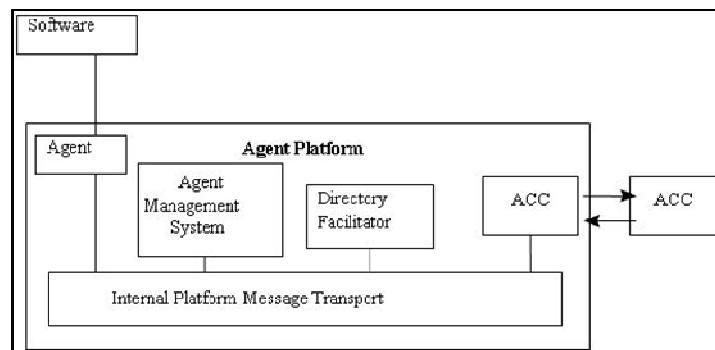 Software
Agent
Agent Platform
Agent
Management
System
Directory
Facilitator
ACC
ACC
Internal Platform Message Transport